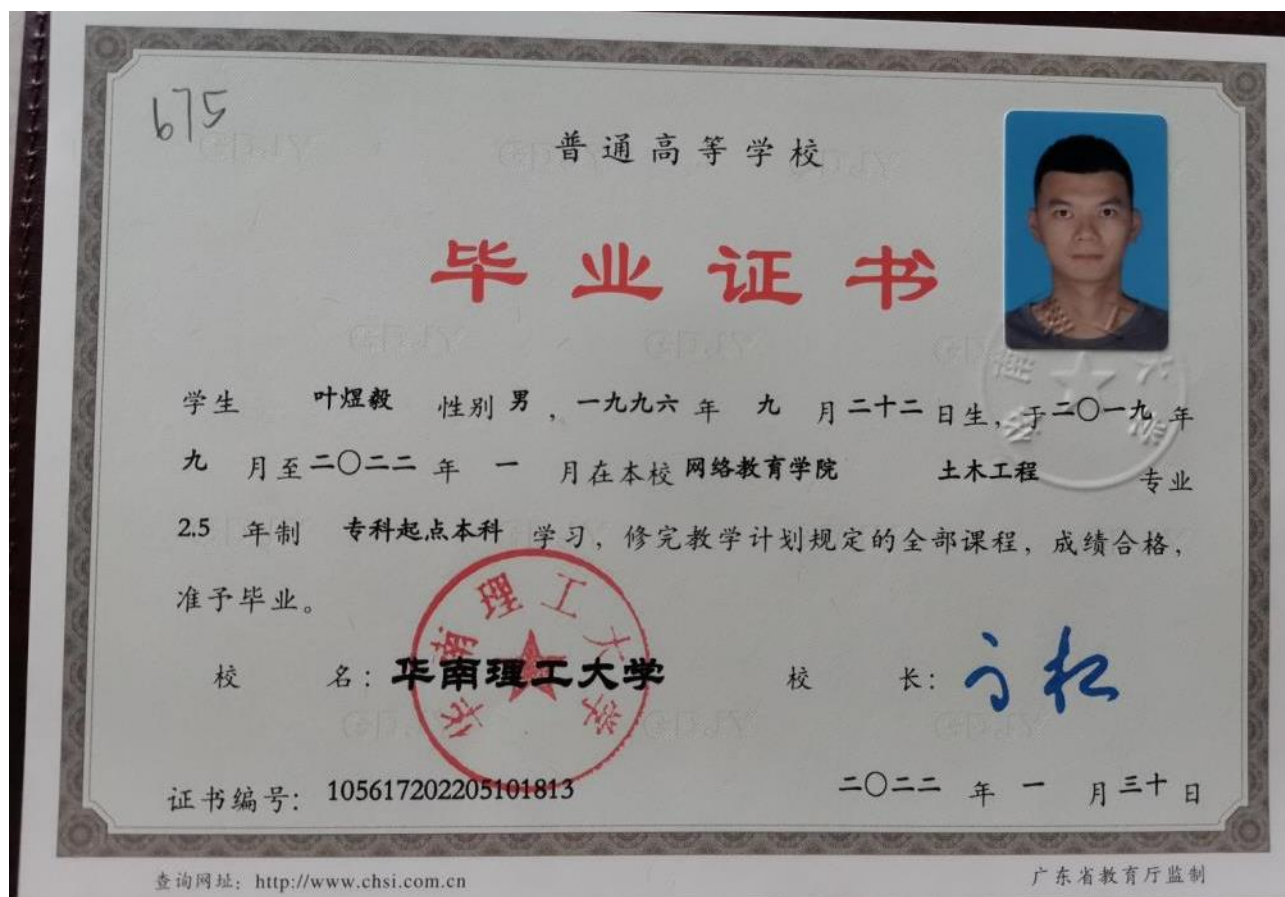 675
普通高等学校
毕业证书
学生 叶煜毅 性别 男，一九九六 年 九 月 二十二 日生，于 二〇一九 年
九 月至 二〇二二 年 一 月在本校 网络教育学院 土木工程 专业
2.5 年制 专科起点本科 学习，修完教学计划规定的全部课程，成绩合格，
准予毕业。
华南理工大学
校 名：华南理工大学 校 长：
证书编号：105617202205101813 二〇二二 年 一 月 三十 日
查询网址：http://www.chsi.com.cn 广东省教育厅监制